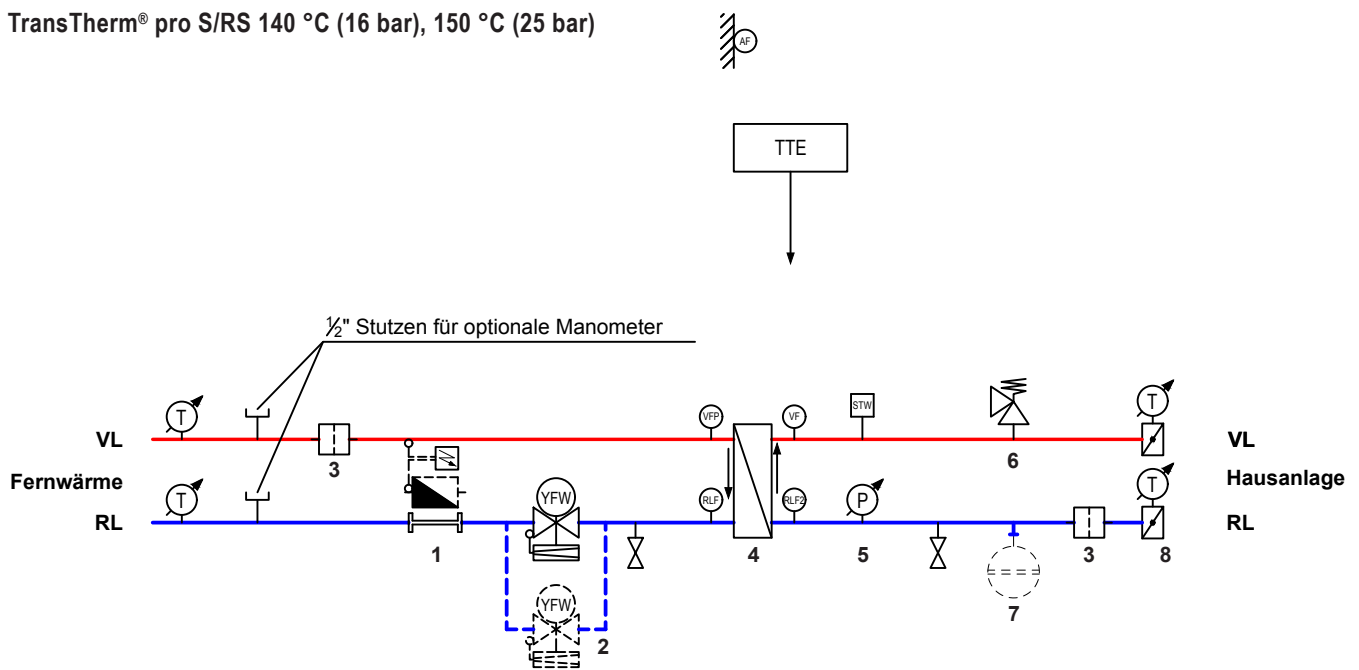 TransTherm® pro S/RS 140 °C (16 bar), 150 °C (25 bar)
AF
TTE
½" Stutzen für optionale Manometer
T
VFP
VF
STW
T
VL
3
6
VL
Fernwärme
T
YFW
RLF
RLF2
P
T
Hausanlage
RL
1
4
5
3
8
RL
YFW
2
7